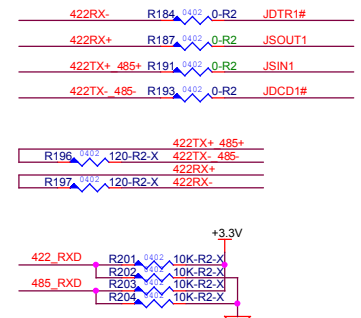 422RX- R184 0402 0-R2 JDTR1#
422RX+ R187 0402 0-R2 JSOUT1
422TX+_485+ R191 0402 0-R2 JSIN1
422TX-_485- R193 0402 0-R2 JDCD1#
422TX+_485+
R196 0402 120-R2-X 422TX-_485-
422RX+
R197 0402 120-R2-X 422RX-
+3.3V
422_RXD R201 0402 10K-R2-X
R202 0402 10K-R2-X
485_RXD R203 0402 10K-R2-X
R204 0402 10K-R2-X